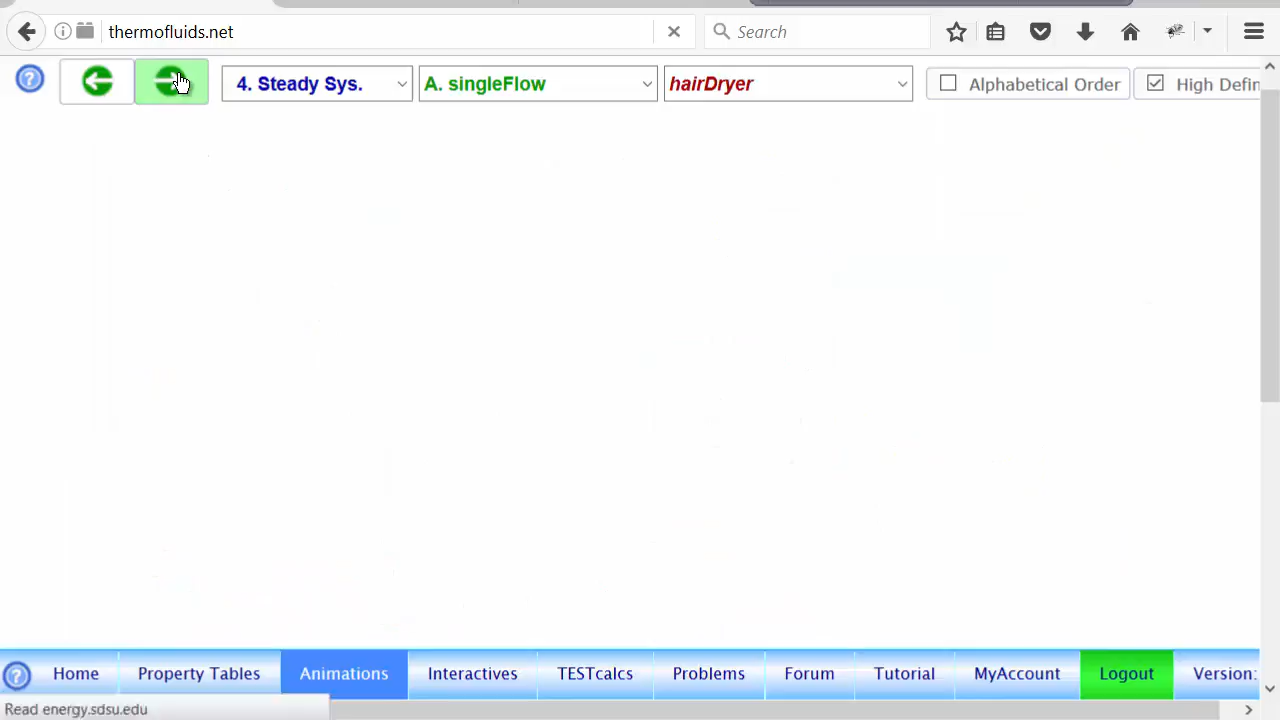 thermofluids.net
Search
4. Steady Sys.
A. singleFlow
hairDryer
Alphabetical Order
High Defin
Home
Property Tables
Animations
Interactives
TESTcalcs
Problems
Forum
Tutorial
MyAccount
Logout
Version:
Read energy.sdsu.edu